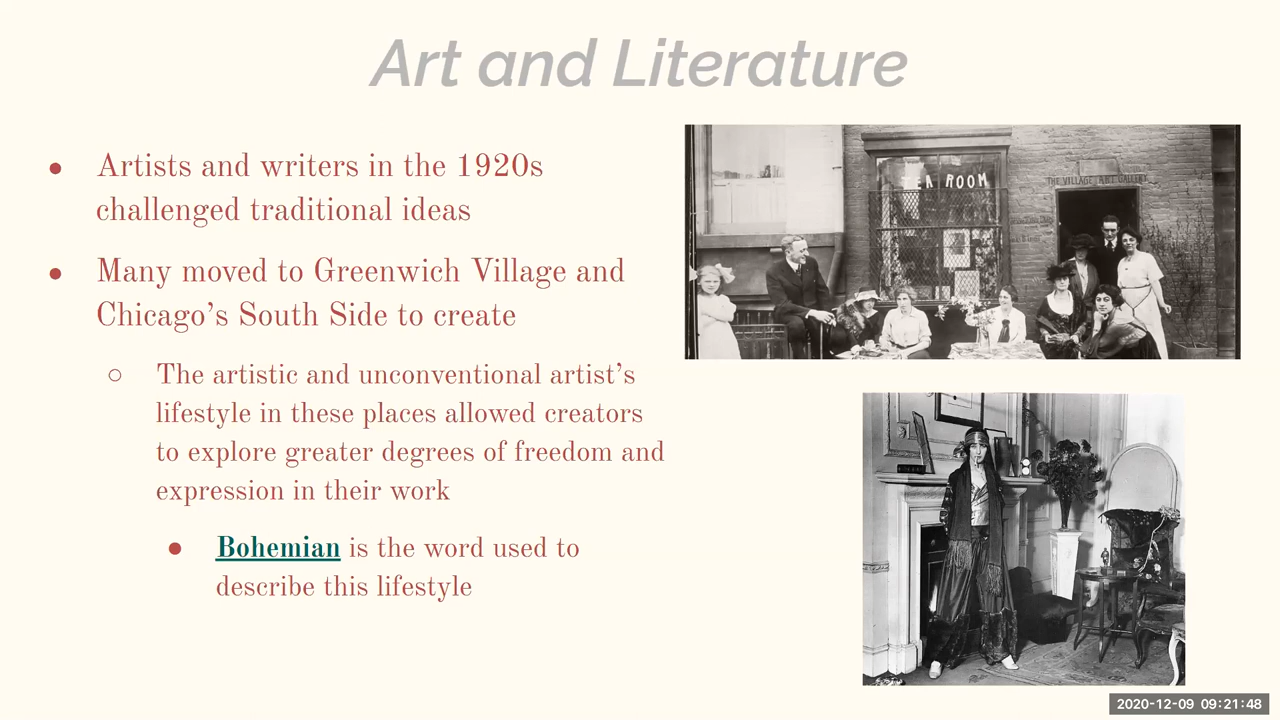 Art and Literature
● Artists and writers in the 1920s
challenged traditional ideas
● Many moved to Greenwich Village and
Chicago’s South Side to create
○ The artistic and unconventional artist’s
lifestyle in these places allowed creators
to explore greater degrees of freedom and
expression in their work
● Bohemian is the word used to
describe this lifestyle
TEA ROOM
THE VILLAGE ART GALLERY
2020-12-09 09:21:48